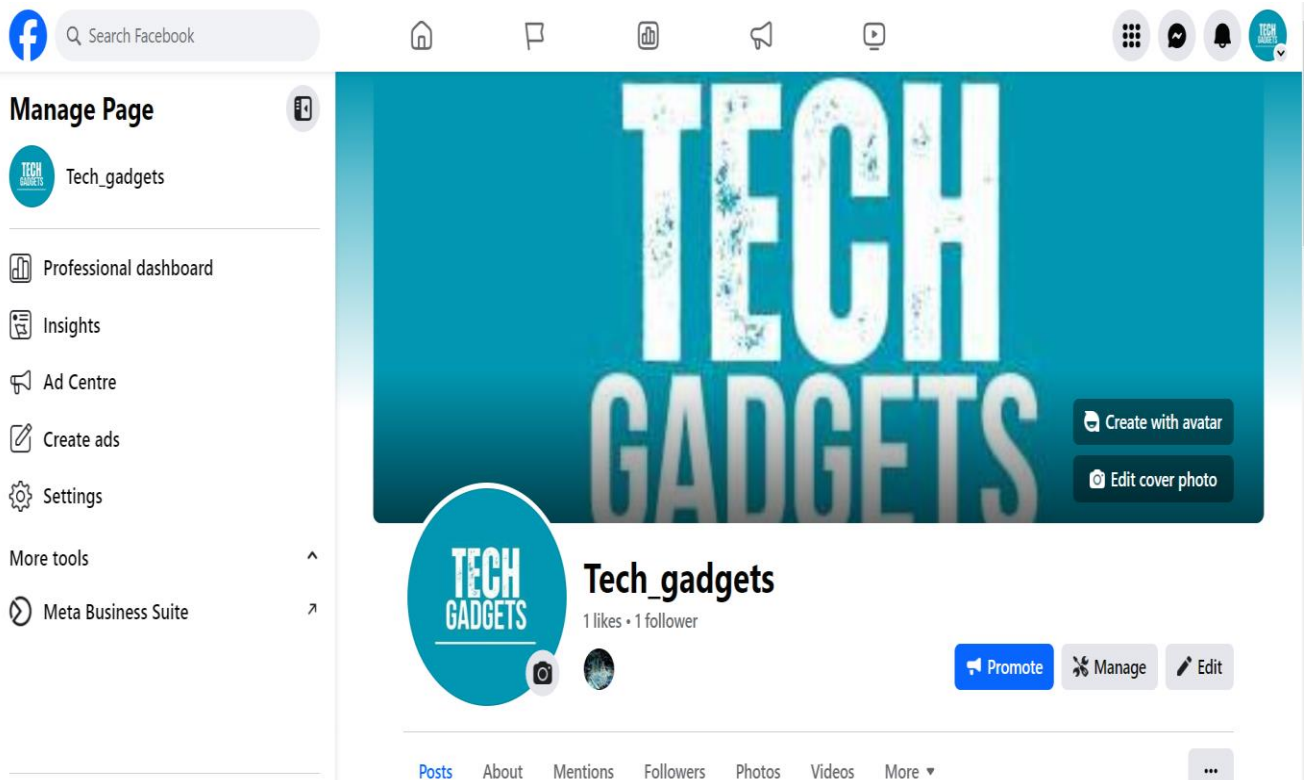 Search Facebook
Manage Page
TECH
GADGETS
Tech_gadgets
Professional dashboard
Insights
Ad Centre
Create ads
Settings
More tools
Meta Business Suite
TECH
GADGETS
TECH
GADGETS
Create with avatar
Edit cover photo
TECH
GADGETS
Tech_gadgets
1 likes • 1 follower
Promote
Manage
Edit
Posts
About
Mentions
Followers
Photos
Videos
More